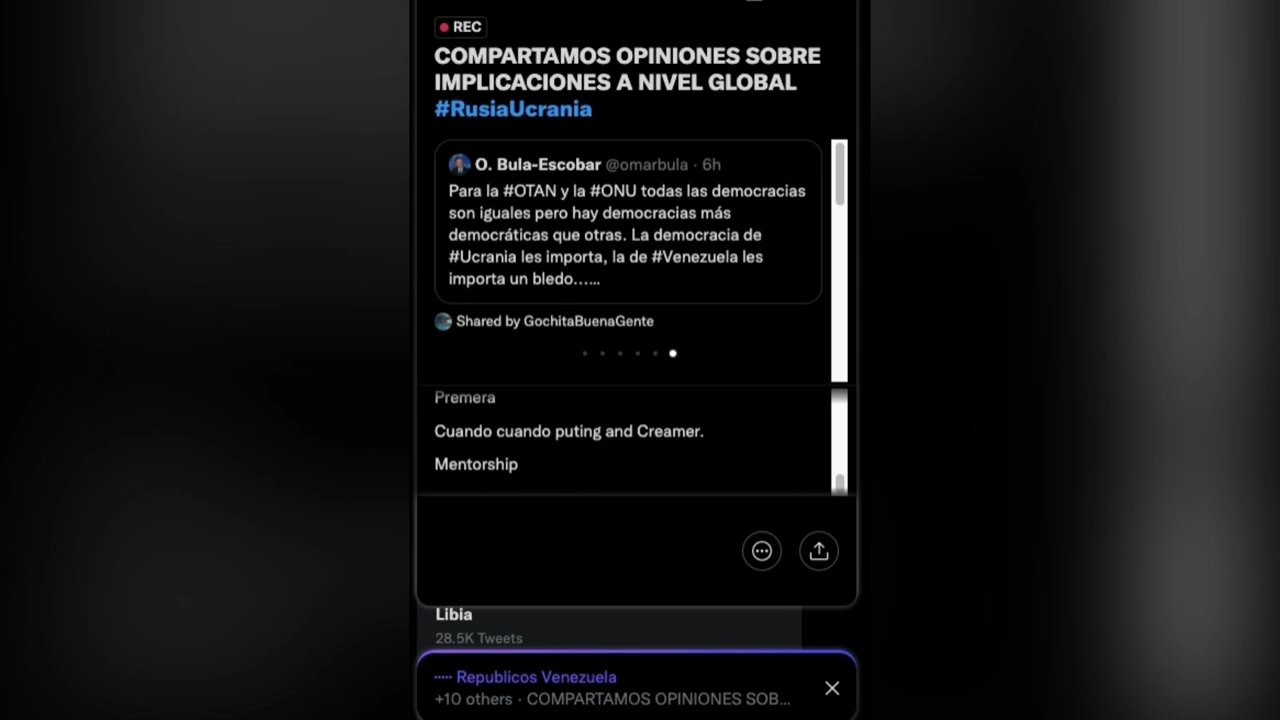 REC
COMPARTAMOS OPINIONES SOBRE
IMPLICACIONES A NIVEL GLOBAL
#RusiaUcrania
O. Bula-Escobar @omarbula · 6h
Para la #OTAN y la #ONU todas las democracias
son iguales pero hay democracias más
democráticas que otras. La democracia de
#Ucrania les importa, la de #Venezuela les
importa un bledo......
Shared by GochitaBuenaGente
Premera
Cuando cuando puting and Creamer.
Mentorship
Libia
28.5K Tweets
Republicos Venezuela
+10 others · COMPARTAMOS OPINIONES SOB...